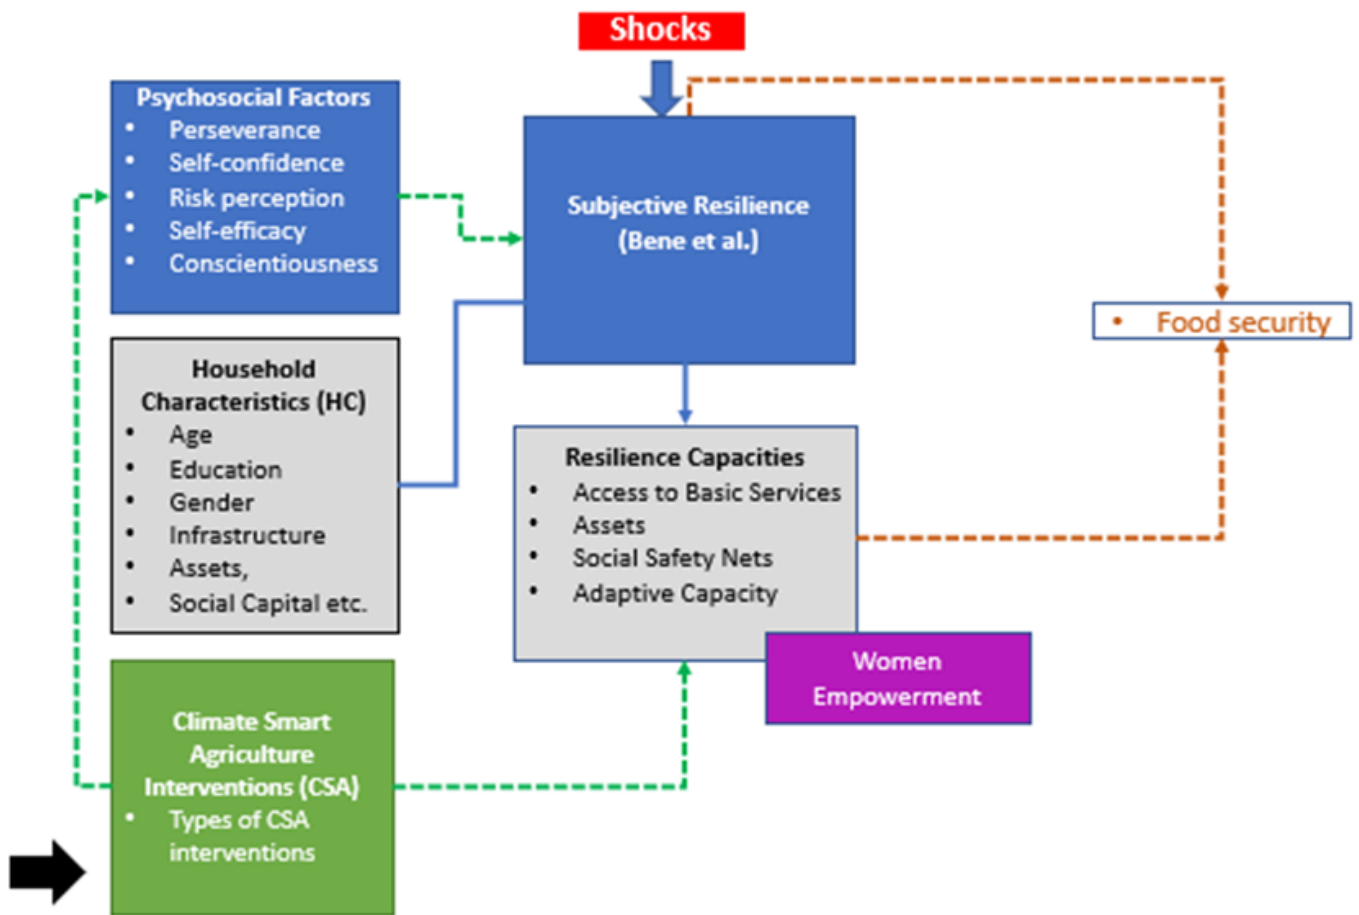 Shocks
Psychosocial Factors
• Perseverance
• Self-confidence
• Risk perception
• Self-efficacy
• Conscientiousness
Subjective Resilience
(Bene et al.)
• Food security
Household
Characteristics (HC)
• Age
• Education
• Gender
• Infrastructure
• Assets,
• Social Capital etc.
Resilience Capacities
• Access to Basic Services
• Assets
• Social Safety Nets
• Adaptive Capacity
Women
Empowerment
Climate Smart
Agriculture
Interventions (CSA)
• Types of CSA
interventions